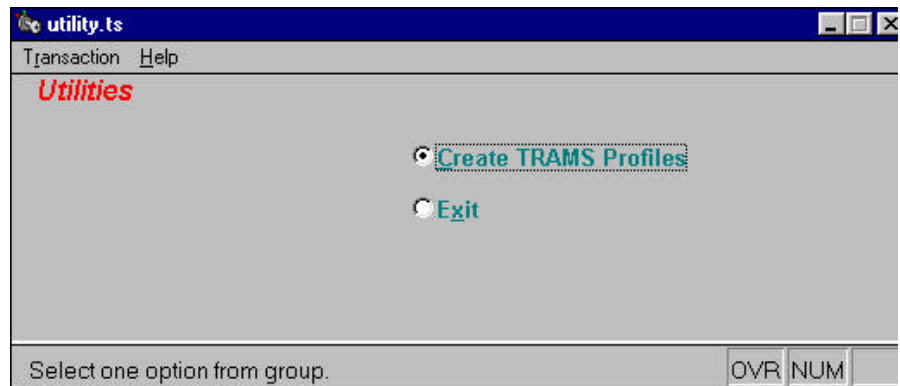 utility.ts
Transaction Help
Utilities
Create TRAMS Profiles
Exit
Select one option from group. OVR NUM